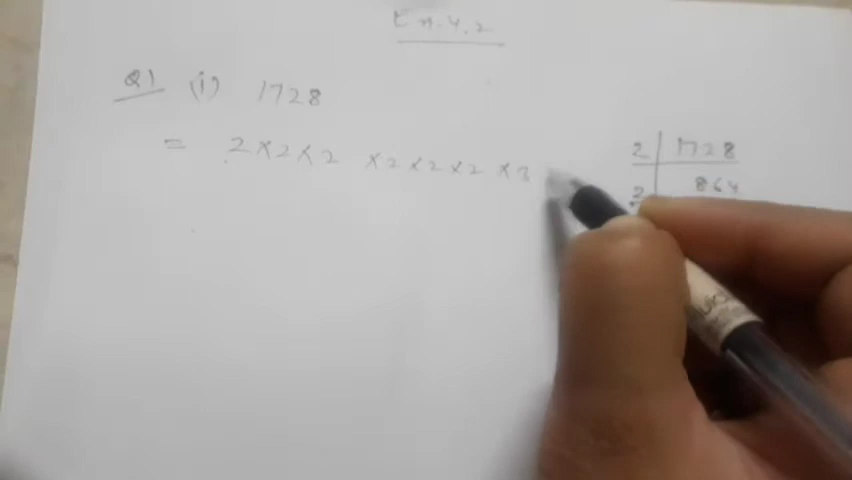 Ex. 4.2
Q1 (i) 1728
= 2×2×2 ×2×2×2 ×3
2 | 1728
2 | 864